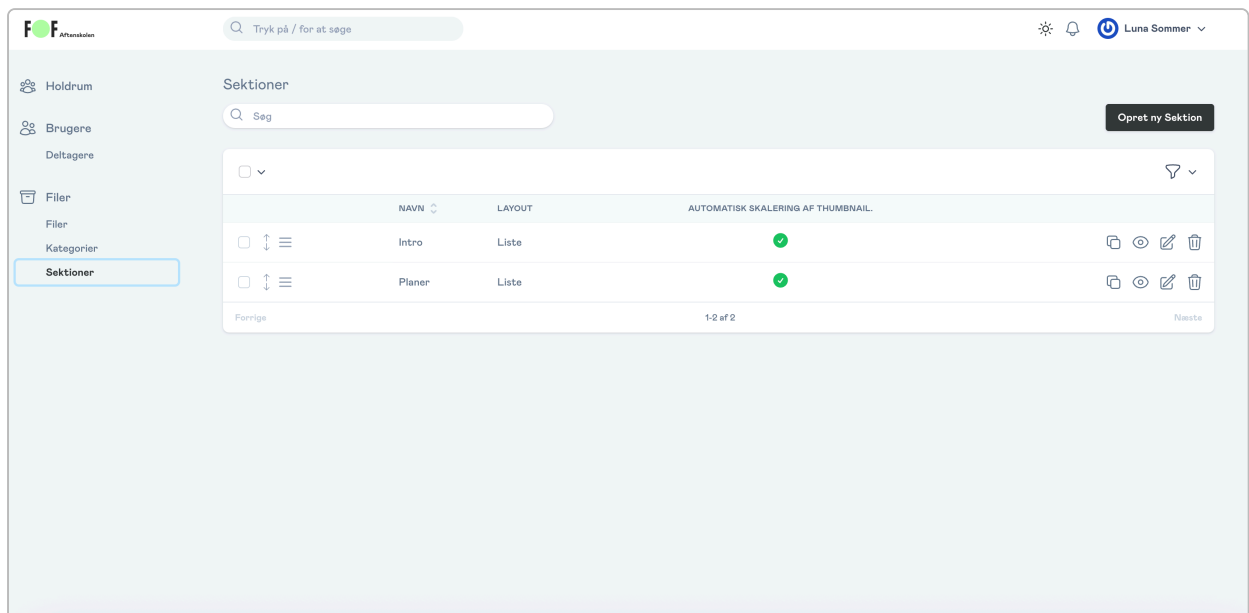 FOF Aftenskolen
Tryk på / for at søge
Luna Sommer
Holdrum
Brugere
Deltagere
Filer
Filer
Kategorier
Sektioner
Sektioner
Søg
Opret ny Sektion
NAVN LAYOUT AUTOMATISK SKALERING AF THUMBNAIL.
Intro Liste
Planer Liste
Forrige 1-2 af 2 Næste